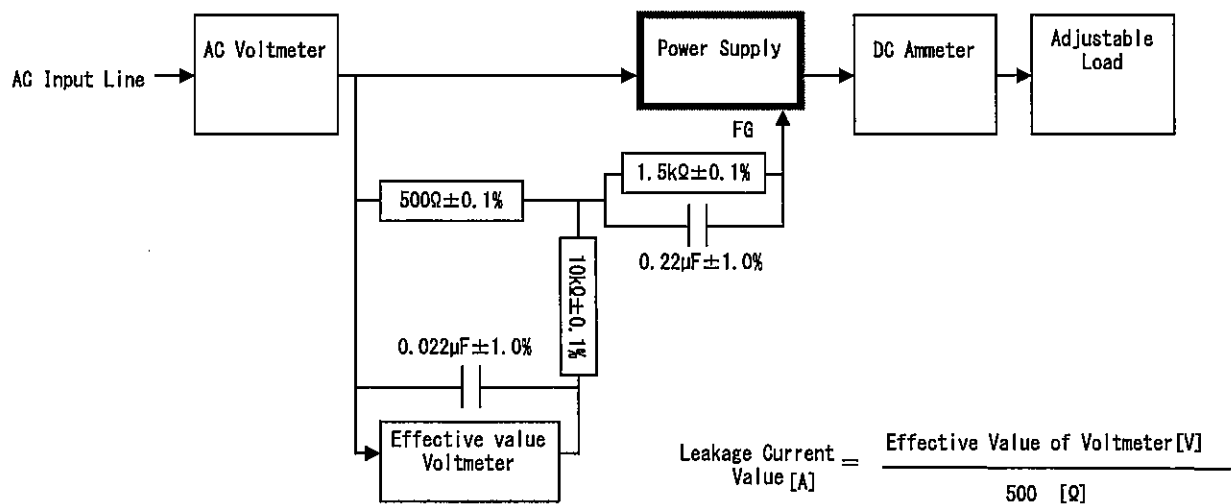 AC Voltmeter
Power Supply
DC Ammeter
Adjustable
Load
AC Input Line
FG
1.5kΩ±0.1%
500Ω±0.1%
0.22μF±1.0%
10kΩ±0.1%
0.022μF±1.0%
Effective value
Voltmeter
Leakage Current
Value [A]
=
Effective Value of Voltmeter[V]
500 [Ω]